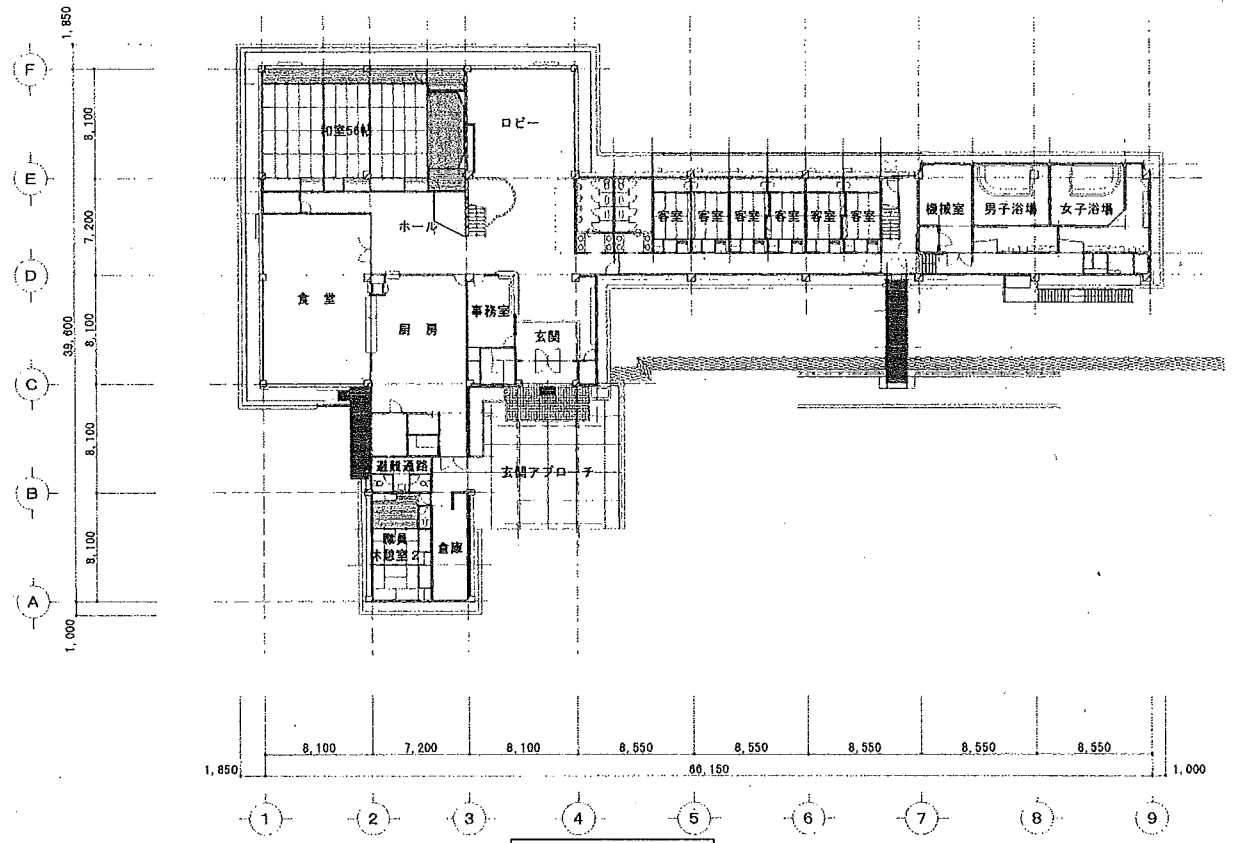 1,850
F
8,100
和室56帖
ロビー
E
7,200
ホール
客室
客室
客室
客室
客室
客室
機械室
男子浴場
女子浴場
D
39,600
8,100
食堂
厨房
事務室
玄関
C
8,100
避難通路
玄関アプローチ
B
8,100
職員
休憩室2
倉庫
A
1,000
8,100
7,200
8,100
8,550
8,550
8,550
8,550
8,550
1,850
66,150
1,000
1
2
3
4
5
6
7
8
9